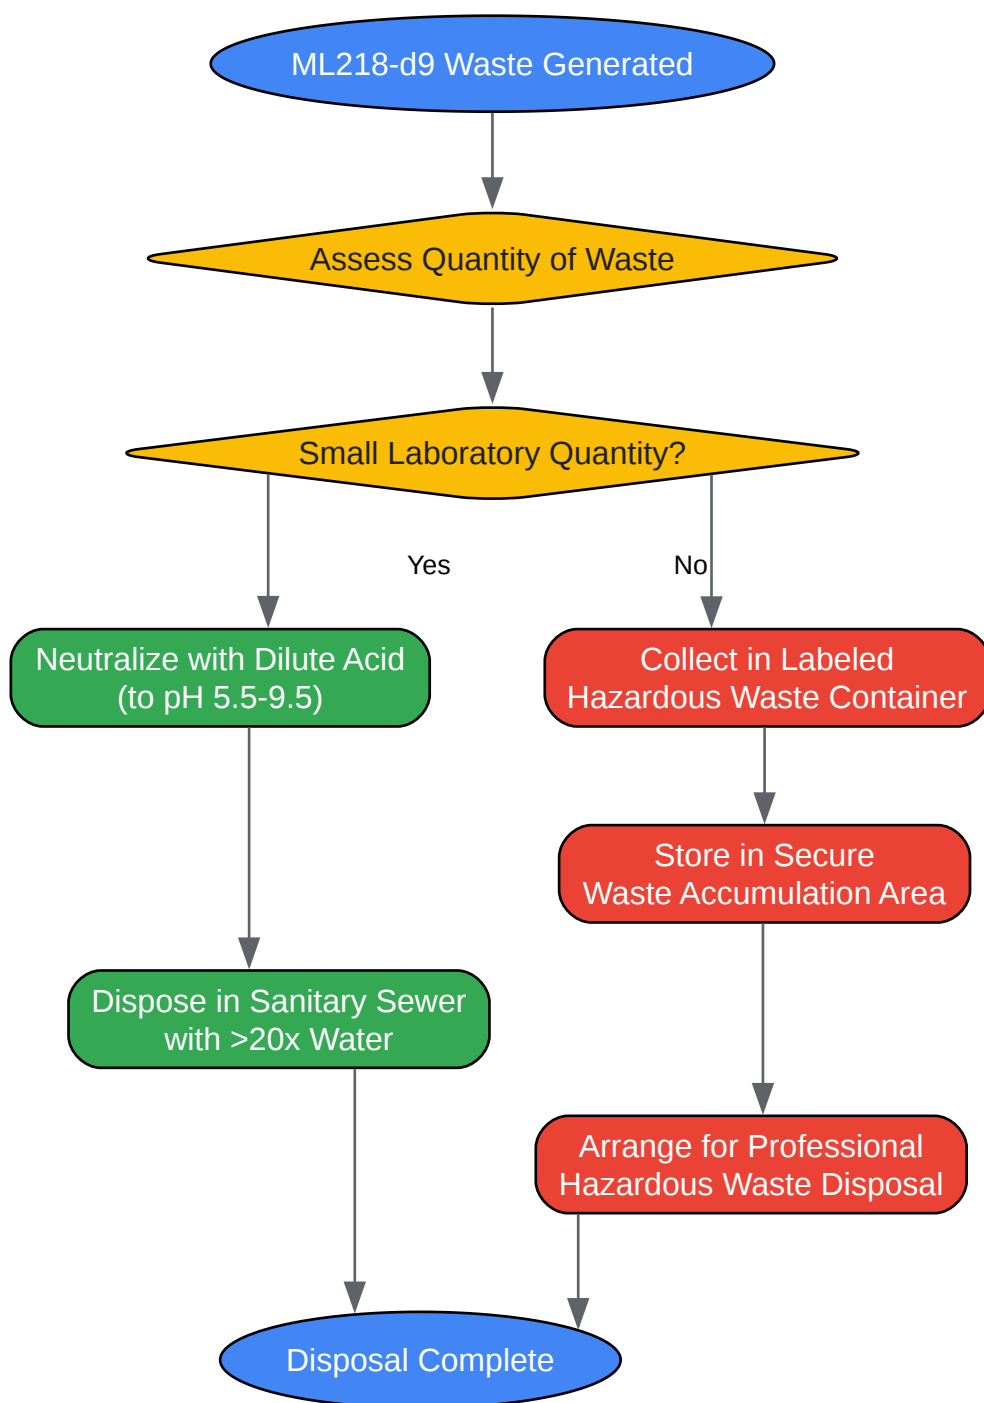 ML218-d9 Waste Generated
Assess Quantity of Waste
Small Laboratory Quantity?
Yes
No
Neutralize with Dilute Acid
(to pH 5.5-9.5)
Collect in Labeled
Hazardous Waste Container
Store in Secure
Waste Accumulation Area
Dispose in Sanitary Sewer
with >20x Water
Arrange for Professional
Hazardous Waste Disposal
Disposal Complete